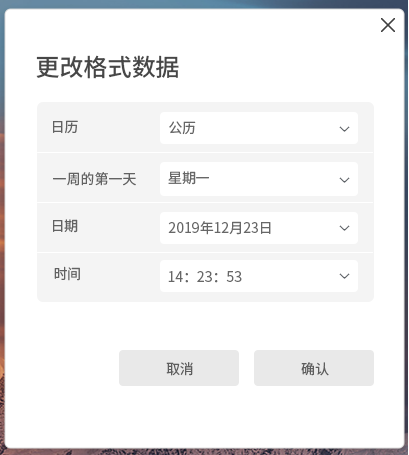 更改格式数据
日历 公历
一周的第一天 星期一
日期 2019年12月23日
时间 14：23：53
取消 确认